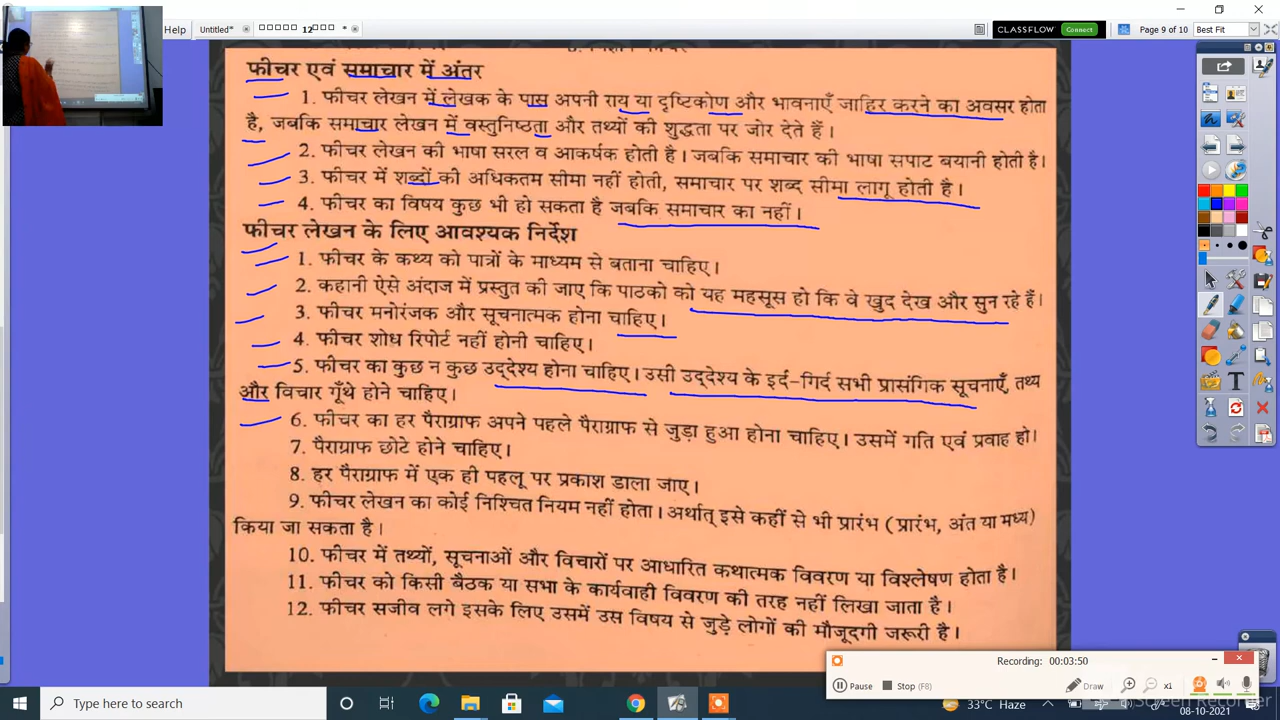 Help
Untitled*
12
*
CLASSFLOW
Connect
Page 9 of 10
Best Fit
फीचर एवं समाचार में अंतर
1. फीचर लेखन में लेखक के पास अपनी राय या दृष्टिकोण और भावनाएँ जाहिर करने का अवसर होता
है, जबकि समाचार लेखन में वस्तुनिष्ठता और तथ्यों की शुद्धता पर जोर देते हैं।
2. फीचर लेखन की भाषा सरल व आकर्षक होती है। जबकि समाचार की भाषा सपाट बयानी होती है।
3. फीचर में शब्दों की अधिकतम सीमा नहीं होती, समाचार पर शब्द सीमा लागू होती है।
4. फीचर का विषय कुछ भी हो सकता है जबकि समाचार का नहीं।
फीचर लेखन के लिए आवश्यक निर्देश
1. फीचर के कथ्य को पात्रों के माध्यम से बताना चाहिए।
2. कहानी ऐसे अंदाज में प्रस्तुत की जाए कि पाठको को यह महसूस हो कि वे खुद देख और सुन रहे हैं।
3. फीचर मनोरंजक और सूचनात्मक होना चाहिए।
4. फीचर शोध रिपोर्ट नहीं होनी चाहिए।
5. फीचर का कुछ न कुछ उद्देश्य होना चाहिए। उसी उद्देश्य के इर्द-गिर्द सभी प्रासंगिक सूचनाएँ, तथ्य
और विचार गूँथे होने चाहिए।
6. फीचर का हर पैराग्राफ अपने पहले पैराग्राफ से जुड़ा हुआ होना चाहिए। उसमें गति एवं प्रवाह हो।
7. पैराग्राफ छोटे होने चाहिए।
8. हर पैराग्राफ में एक ही पहलू पर प्रकाश डाला जाए।
9. फीचर लेखन का कोई निश्चित नियम नहीं होता। अर्थात् इसे कहीं से भी प्रारंभ (प्रारंभ, अंत या मध्य)
किया जा सकता है।
10. फीचर में तथ्यों, सूचनाओं और विचारों पर आधारित कथात्मक विवरण या विश्लेषण होता है।
11. फीचर को किसी बैठक या सभा के कार्यवाही विवरण की तरह नहीं लिखा जाता है।
12. फीचर सजीव लगे इसके लिए उसमें उस विषय से जुड़े लोगों की मौजूदगी जरूरी है।
Recording: 00:03:50
Pause
Stop (F8)
Draw
x1
Screen Recorder
Type here to search
33°C Haze
08-10-2021